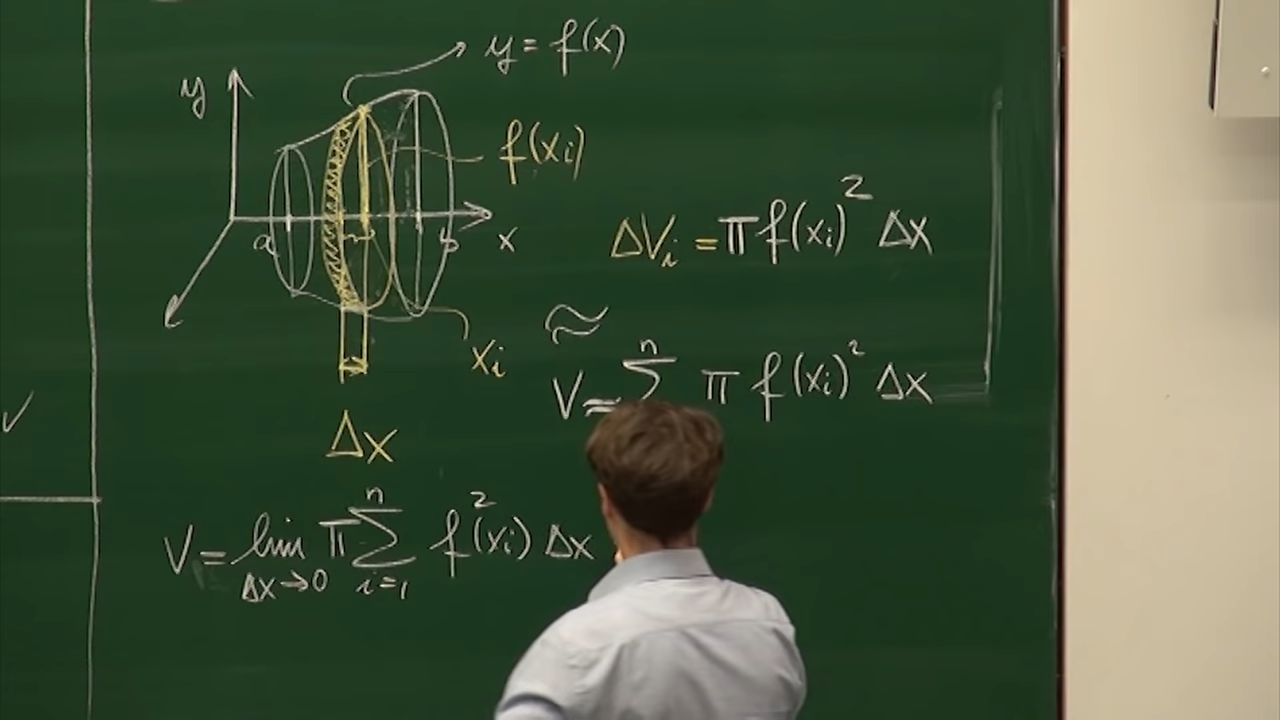 y = f(x)
y
f(xᵢ)
a
b
x
ΔVᵢ = π f(xᵢ)² Δx
xᵢ
≈
V = Σ n π f(xᵢ)² Δx
V
Δx
V = lim Δx→0 π Σ n i=1 f²(xᵢ) Δx